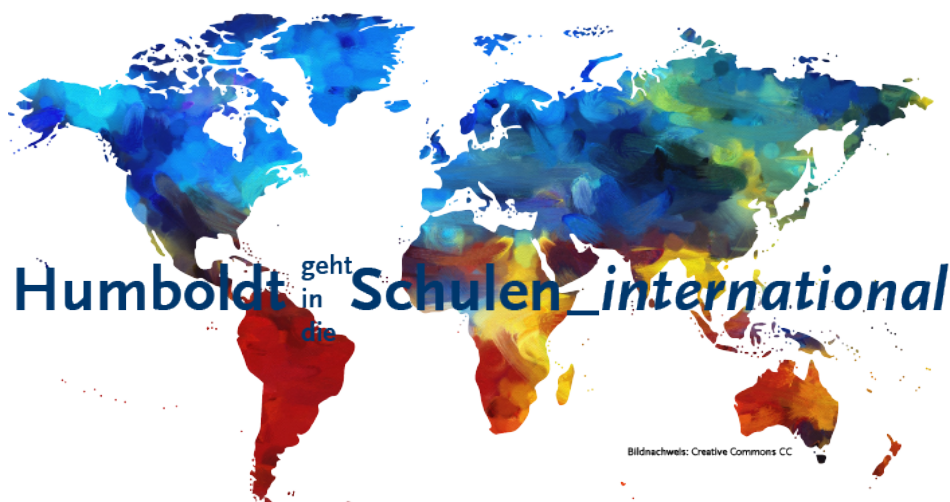 Humboldt geht in die Schulen_international
Bildnachweis: Creative Commons CC